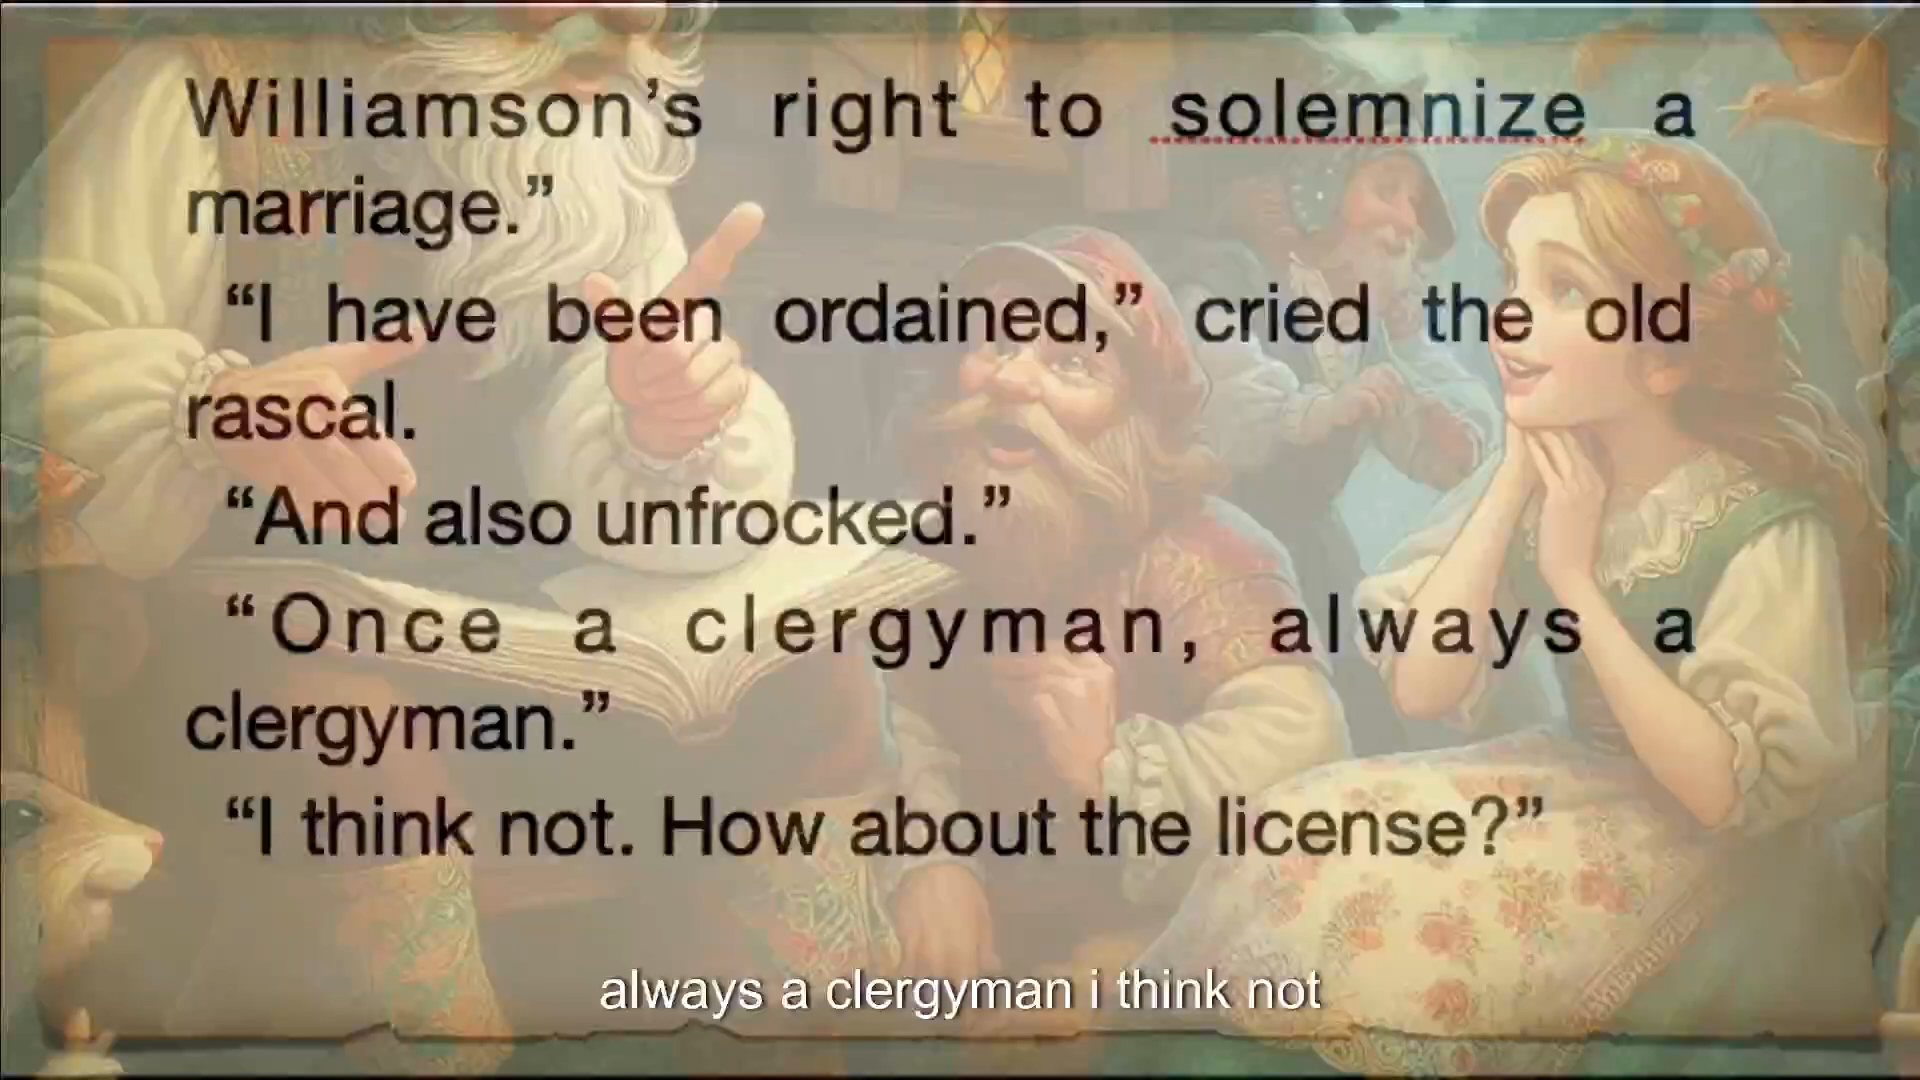 Williamson’s right to solemnize a
marriage.”
“I have been ordained,” cried the old
rascal.
“And also unfrocked.”
“Once a clergyman, always a
clergyman.”
“I think not. How about the license?”
always a clergyman i think not